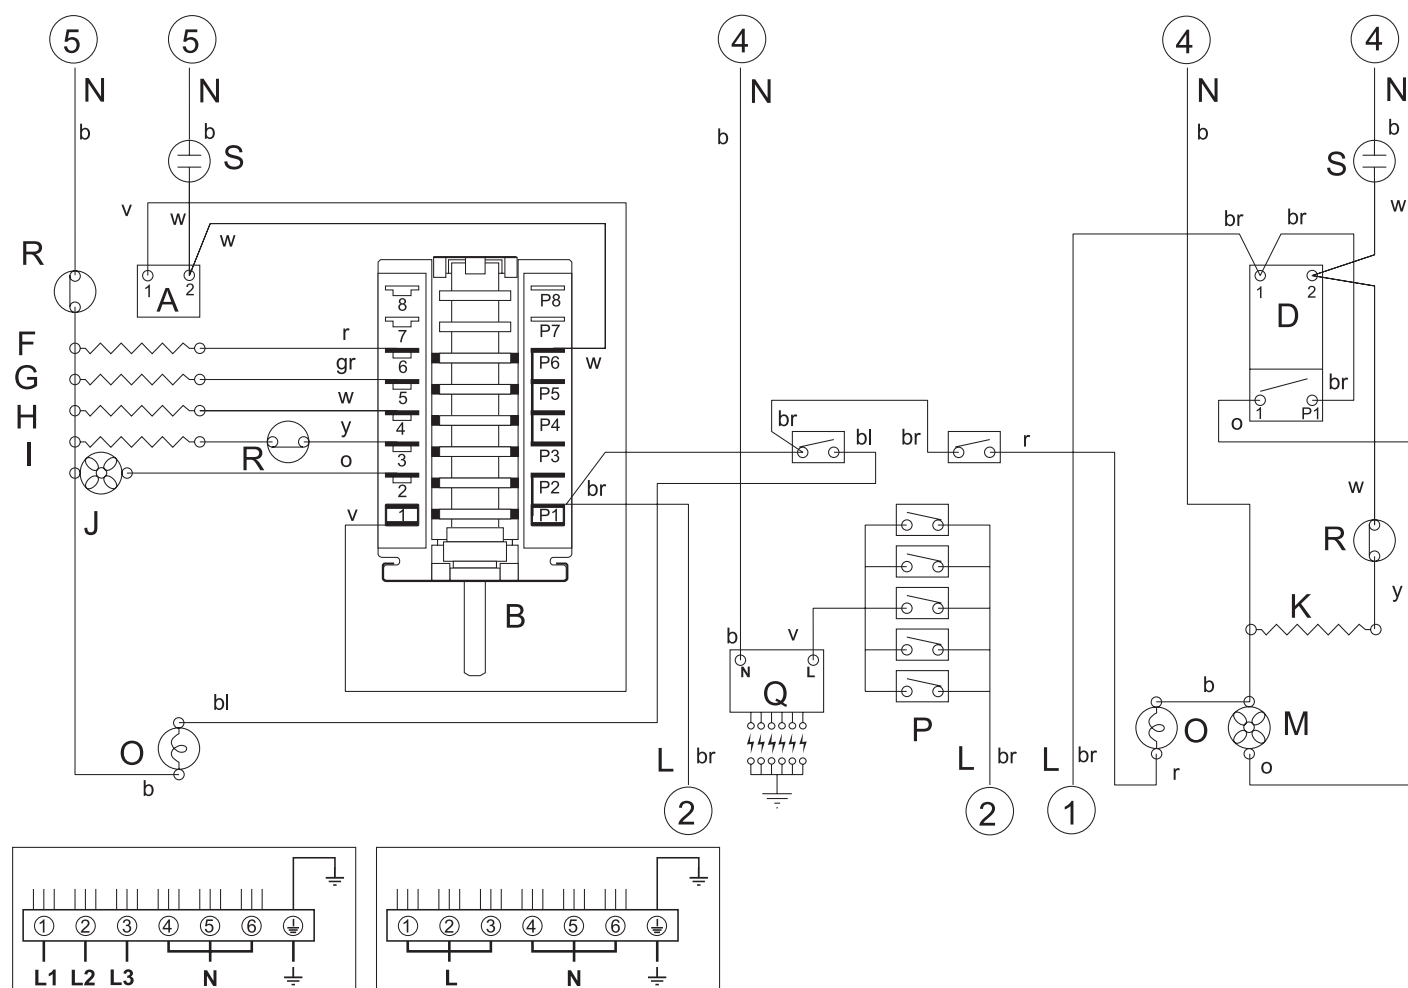 5 5 4 4 4
N N N N N
b b b b b
S S
v w w br br w
R
A 1 2
8 P8
7 P7
6 P6
5 P5
4 P4
3 P3
2 P2
1 P1
1 2
D
1 P1
br
o
F r w
G gr
H w
I y
R
J o
v br
br bl br r
B
w
R
y
K
b v
N L
Q
P
bl
O
b
L br
2
L br
2
L br
1
b
O M
r o
1 2 3 4 5 6
L1 L2 L3 N
1 2 3 4 5 6
L N